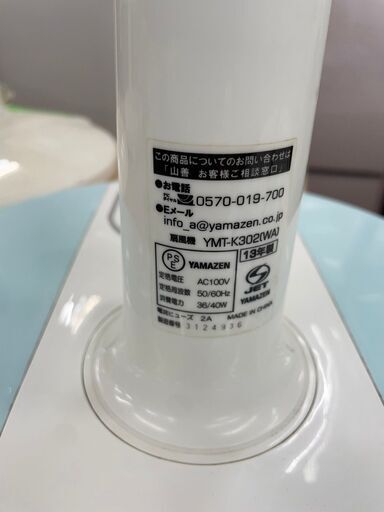 この商品についてのお問い合わせは
「山善 お客様ご相談窓口」
●お電話
0570-019-700
●Eメール
info_a@yamazen.co.jp
扇風機 YMT-K302(WA)
PSE YAMAZEN 13年製
定格電圧 AC100V
定格周波数 50/60Hz
消費電力 36/40W
JET
YAMAZEN
電流ヒューズ 2A MADE IN CHINA
製造番号 3124936